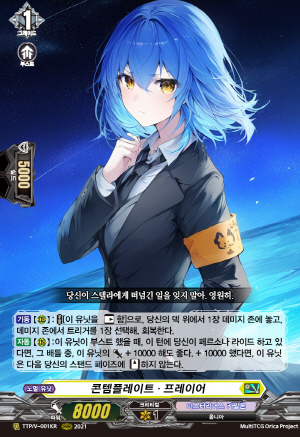 1
그레이드
부스트
5000
실드
당신이 스텔라에게 떠넘긴 일을 잊지 말아. 영원히.
기동【】:【이 유닛을 함】으로, 당신의 덱 위에서 1장 데미지 존에 놓고,
데미지 존에서 트리거를 1장 선택해, 회복한다.
자동【】:이 유닛이 부스트 했을 때, 이 턴에 당신이 페르소나 라이드 하고 있
다면, 그 배틀 중, 이 유닛의 +10000 해도 좋다. +10000 했다면, 이 유닛
은 다음 당신의 스탠드 페이즈에 하지 않는다.
노멀(유닛)
콘템플레이트 · 프레이어
파워
8000
크리티컬
1
V TTP/V-001KR 2021
MultiTCG Orica Project